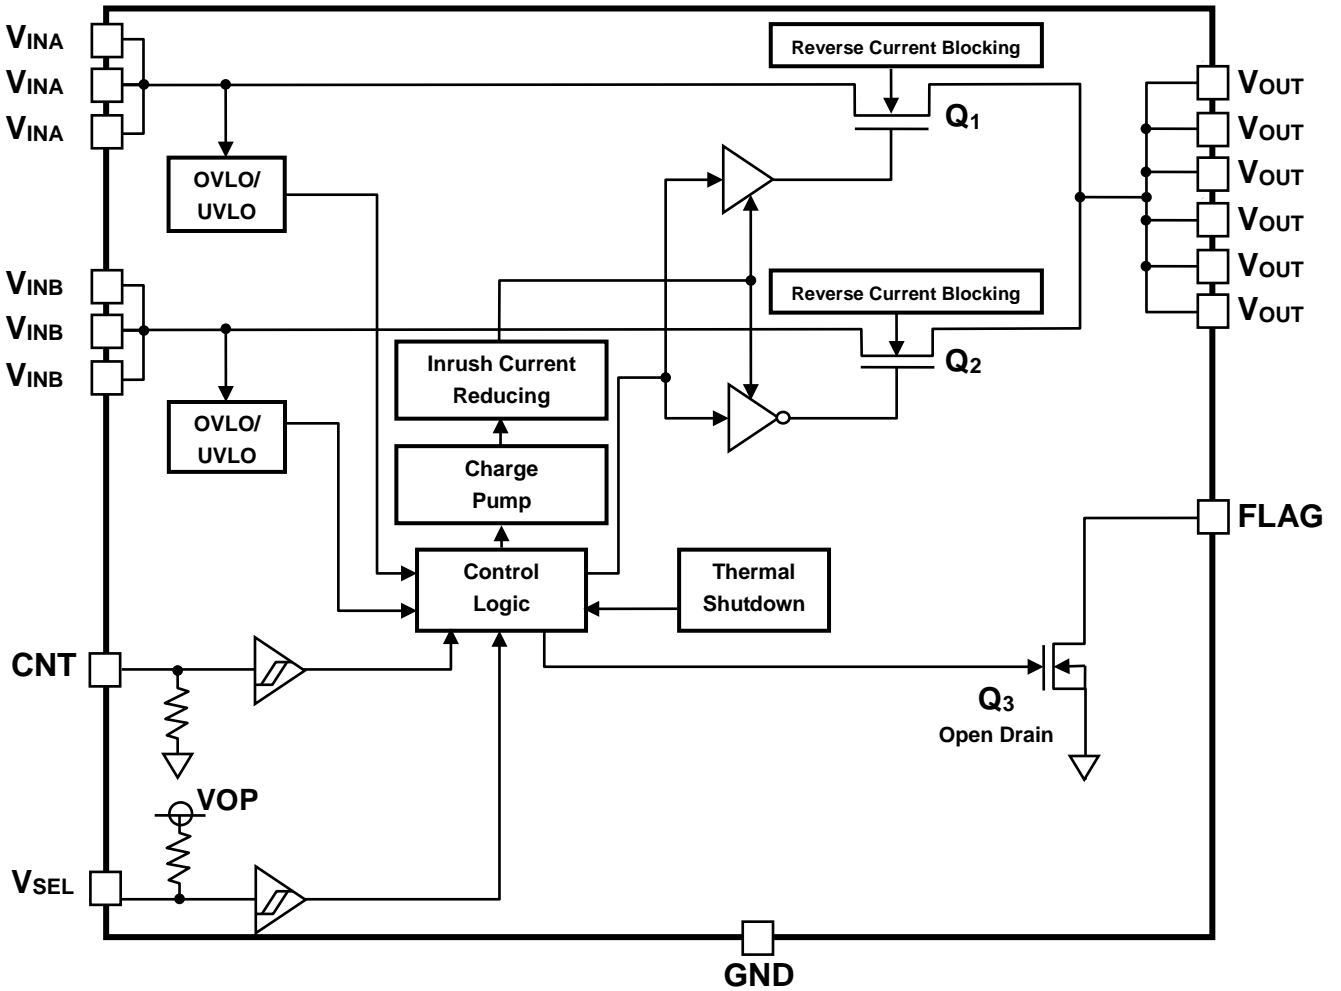 VINA
VINA
VINA
Reverse Current Blocking
Q1
VOUT
VOUT
VOUT
VOUT
VOUT
VOUT
OVLO/
UVLO
VINB
VINB
VINB
Reverse Current Blocking
Q2
Inrush Current
Reducing
OVLO/
UVLO
Charge
Pump
FLAG
Control
Logic
Thermal
Shutdown
CNT
Q3
Open Drain
VOP
VSEL
GND